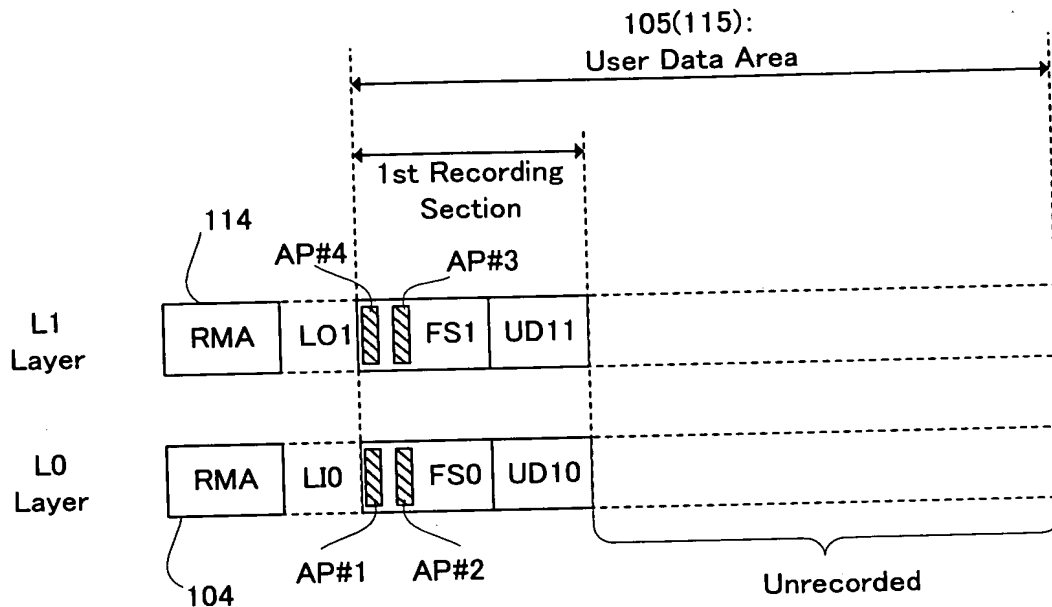 105(115):
User Data Area
1st Recording
Section
114
AP#4
AP#3
L1
Layer
RMA
LO1
FS1
UD11
L0
Layer
RMA
LI0
FS0
UD10
AP#1
AP#2
104
Unrecorded